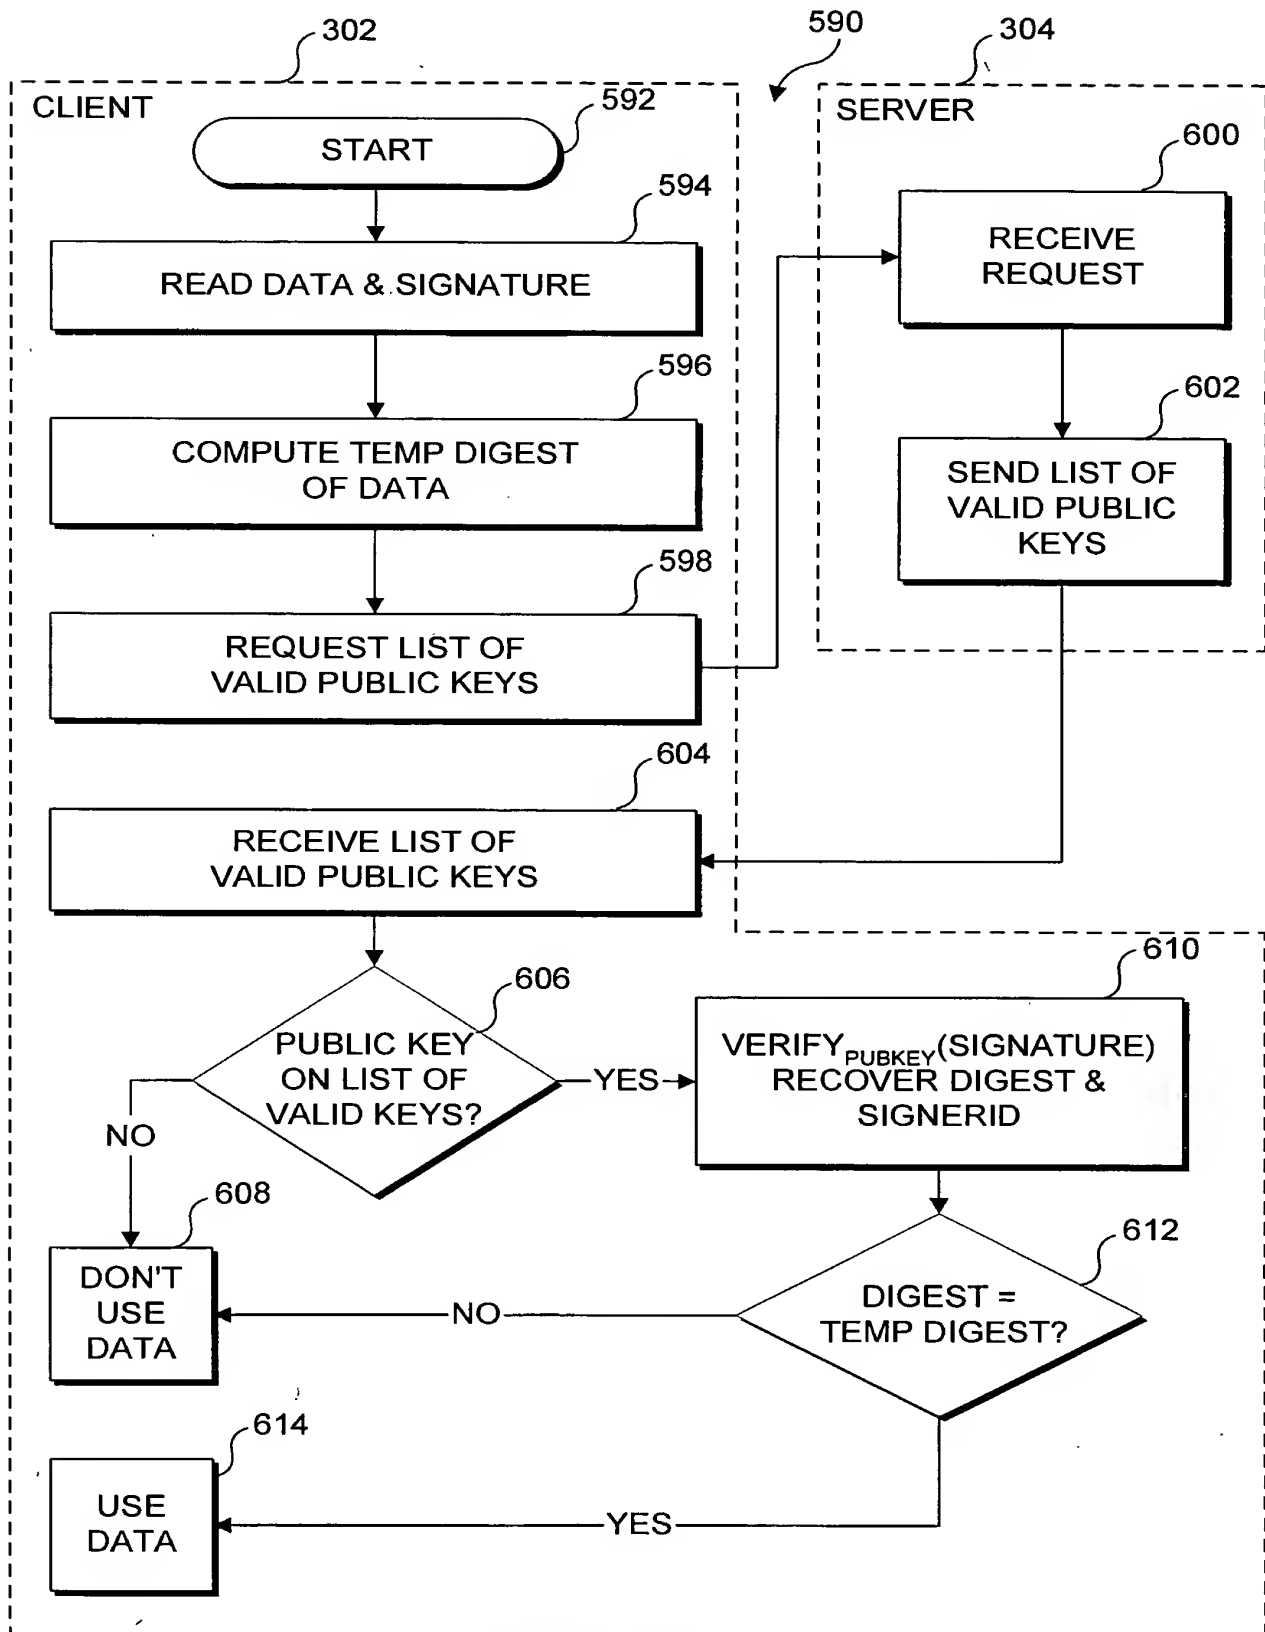 302
590
304
CLIENT
592
START
594
READ DATA & SIGNATURE
596
COMPUTE TEMP DIGEST
OF DATA
598
REQUEST LIST OF
VALID PUBLIC KEYS
SERVER
600
RECEIVE
REQUEST
602
SEND LIST OF
VALID PUBLIC
KEYS
604
RECEIVE LIST OF
VALID PUBLIC KEYS
606
PUBLIC KEY
ON LIST OF
VALID KEYS?
YES
NO
610
VERIFYPUBKEY(SIGNATURE)
RECOVER DIGEST &
SIGNERID
608
DON'T
USE
DATA
612
DIGEST =
TEMP DIGEST?
NO
614
USE
DATA
YES